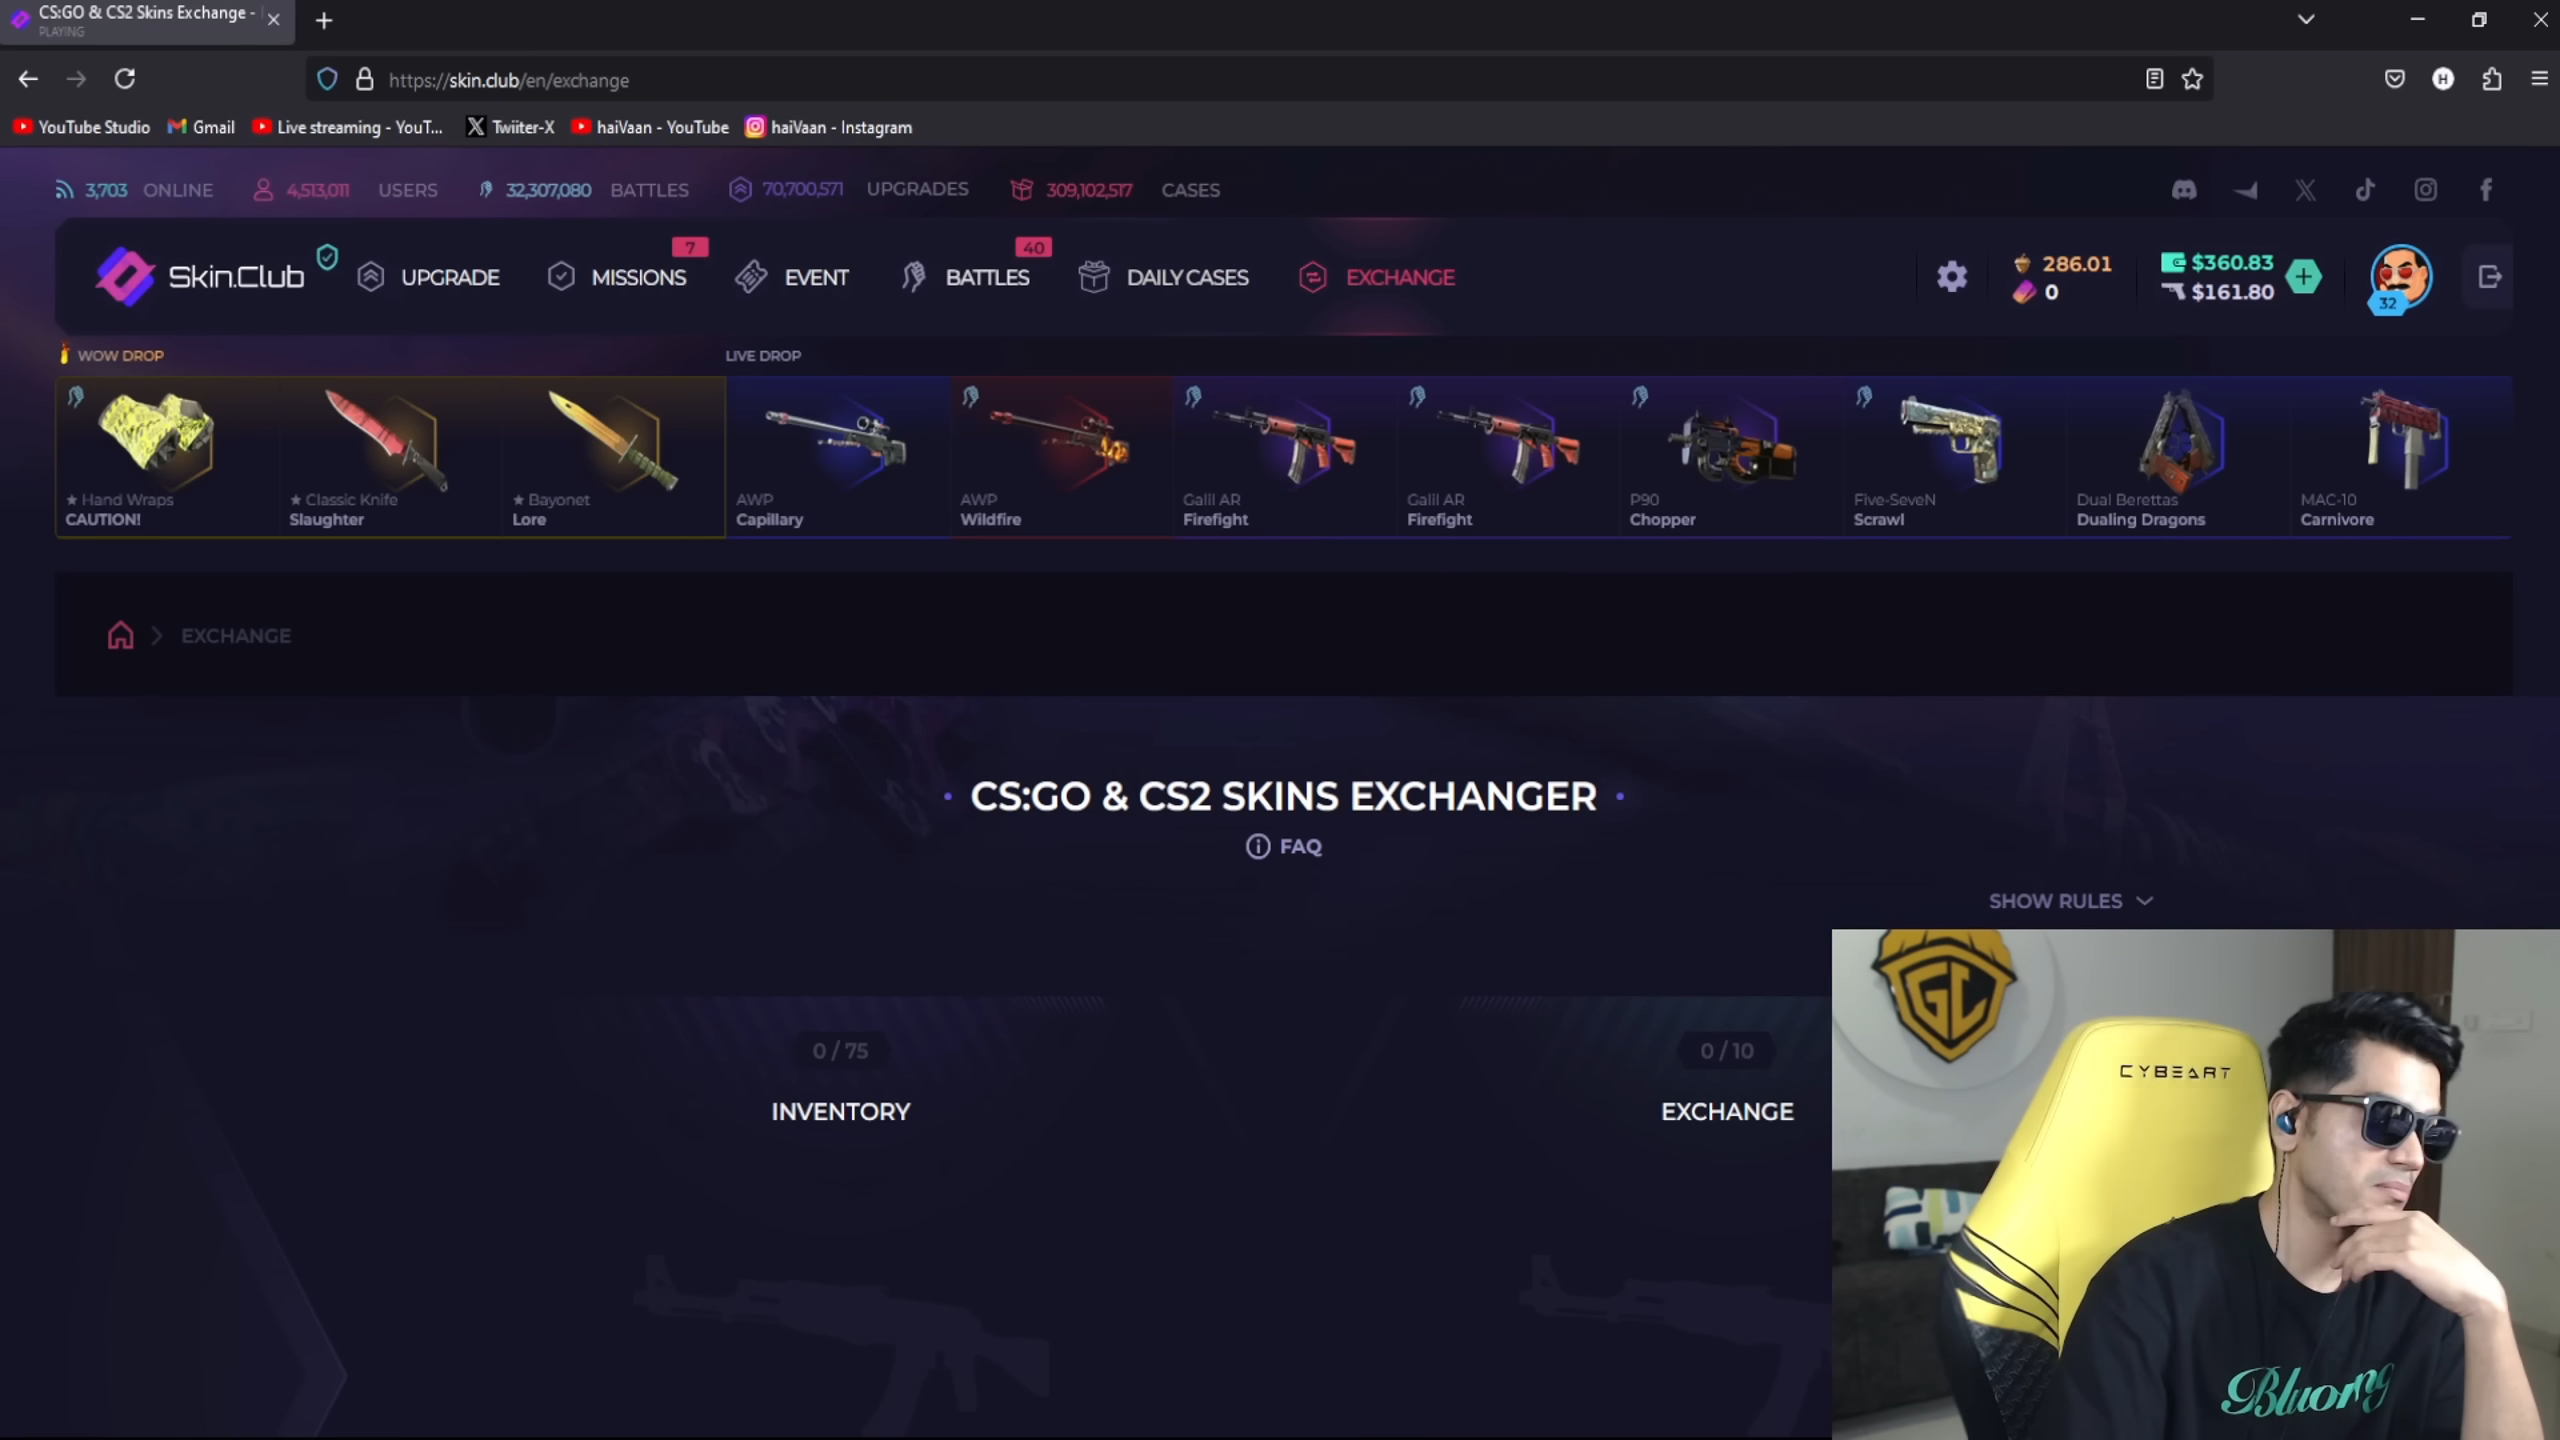 CS:GO & CS2 Skins Exchange -
PLAYING
https://skin.club/en/exchange
YouTube Studio
Gmail
Live streaming - YouT...
Twiiter-X
haiVaan - YouTube
haiVaan - Instagram
3,703 ONLINE
4,513,011 USERS
32,307,080 BATTLES
70,700,571 UPGRADES
309,102,517 CASES
Skin.Club
UPGRADE
7
MISSIONS
EVENT
40
BATTLES
DAILY CASES
EXCHANGE
286.01
0
$360.83
$161.80
32
WOW DROP
LIVE DROP
★ Hand Wraps
CAUTION!
★ Classic Knife
Slaughter
★ Bayonet
Lore
AWP
Capillary
AWP
Wildfire
Galil AR
Firefight
Galil AR
Firefight
P90
Chopper
Five-SeveN
Scrawl
Dual Berettas
Dualing Dragons
MAC-10
Carnivore
EXCHANGE
CS:GO & CS2 SKINS EXCHANGER
FAQ
SHOW RULES
0 / 75
INVENTORY
0 / 10
EXCHANGE
GL
CYBEART
Bluorng